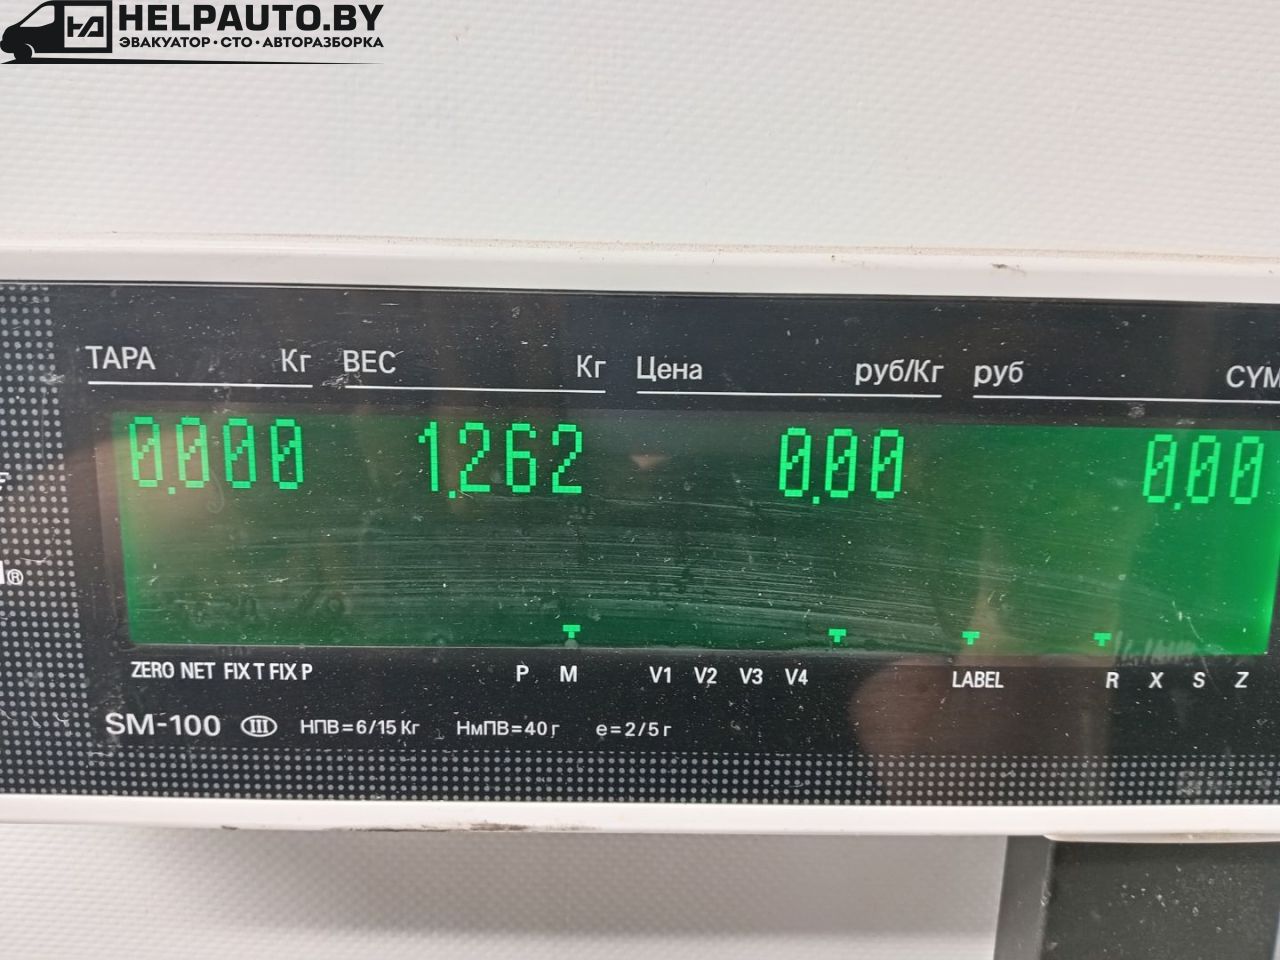 HELPAUTO.BY
ЭВАКУАТОР·СТО·АВТОРАЗБОРКА
ТАРА Кг ВЕС Кг Цена руб/Кг руб СУМ
0.000 1.262 0.00 0.00
ZERO NET FIX T FIX P P M V1 V2 V3 V4 LABEL R X S Z
SM-100 III НПВ=6/15 Кг НмПВ=40 г e=2/5 г
®